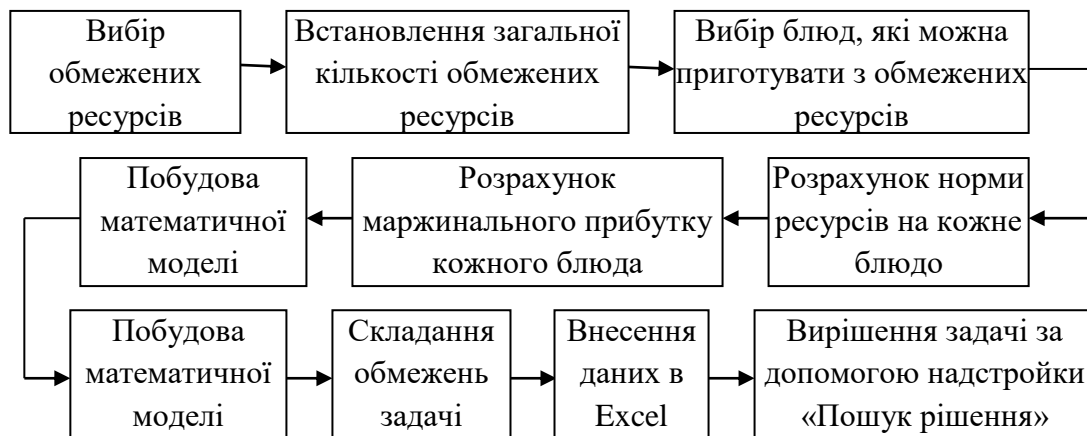 Вибір
обмежених
ресурсів
Встановлення загальної
кількості обмежених
ресурсів
Вибір блюд, які можна
приготувати з обмежених
ресурсів
Розрахунок норми
ресурсів на кожне
блюдо
Розрахунок
маржинального прибутку
кожного блюда
Побудова
математичної
моделі
Побудова
математичної
моделі
Складання
обмежень
задачі
Внесення
даних в
Excel
Вирішення задачі за
допомогою надстройки
«Пошук рішення»